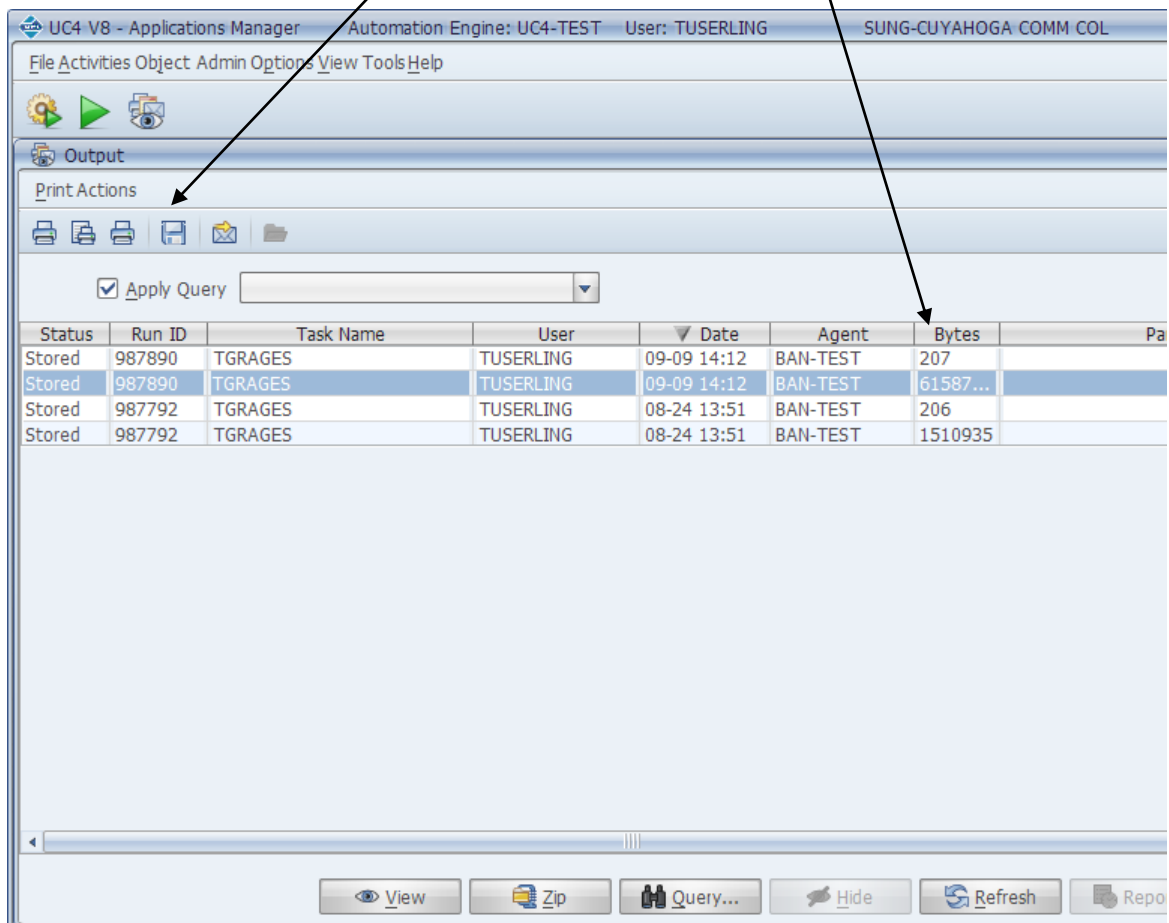 UC4 V8 - Applications Manager Automation Engine: UC4-TEST User: TUSERLING SUNG-CUYAHOGA COMM COL
File Activities Object Admin Options View Tools Help
Output
Print Actions
Apply Query
Status Run ID Task Name User Date Agent Bytes Pa
Stored 987890 TGRAGES TUSERLING 09-09 14:12 BAN-TEST 207
Stored 987890 TGRAGES TUSERLING 09-09 14:12 BAN-TEST 61587...
Stored 987792 TGRAGES TUSERLING 08-24 13:51 BAN-TEST 206
Stored 987792 TGRAGES TUSERLING 08-24 13:51 BAN-TEST 1510935
View Zip Query... Hide Refresh Repo